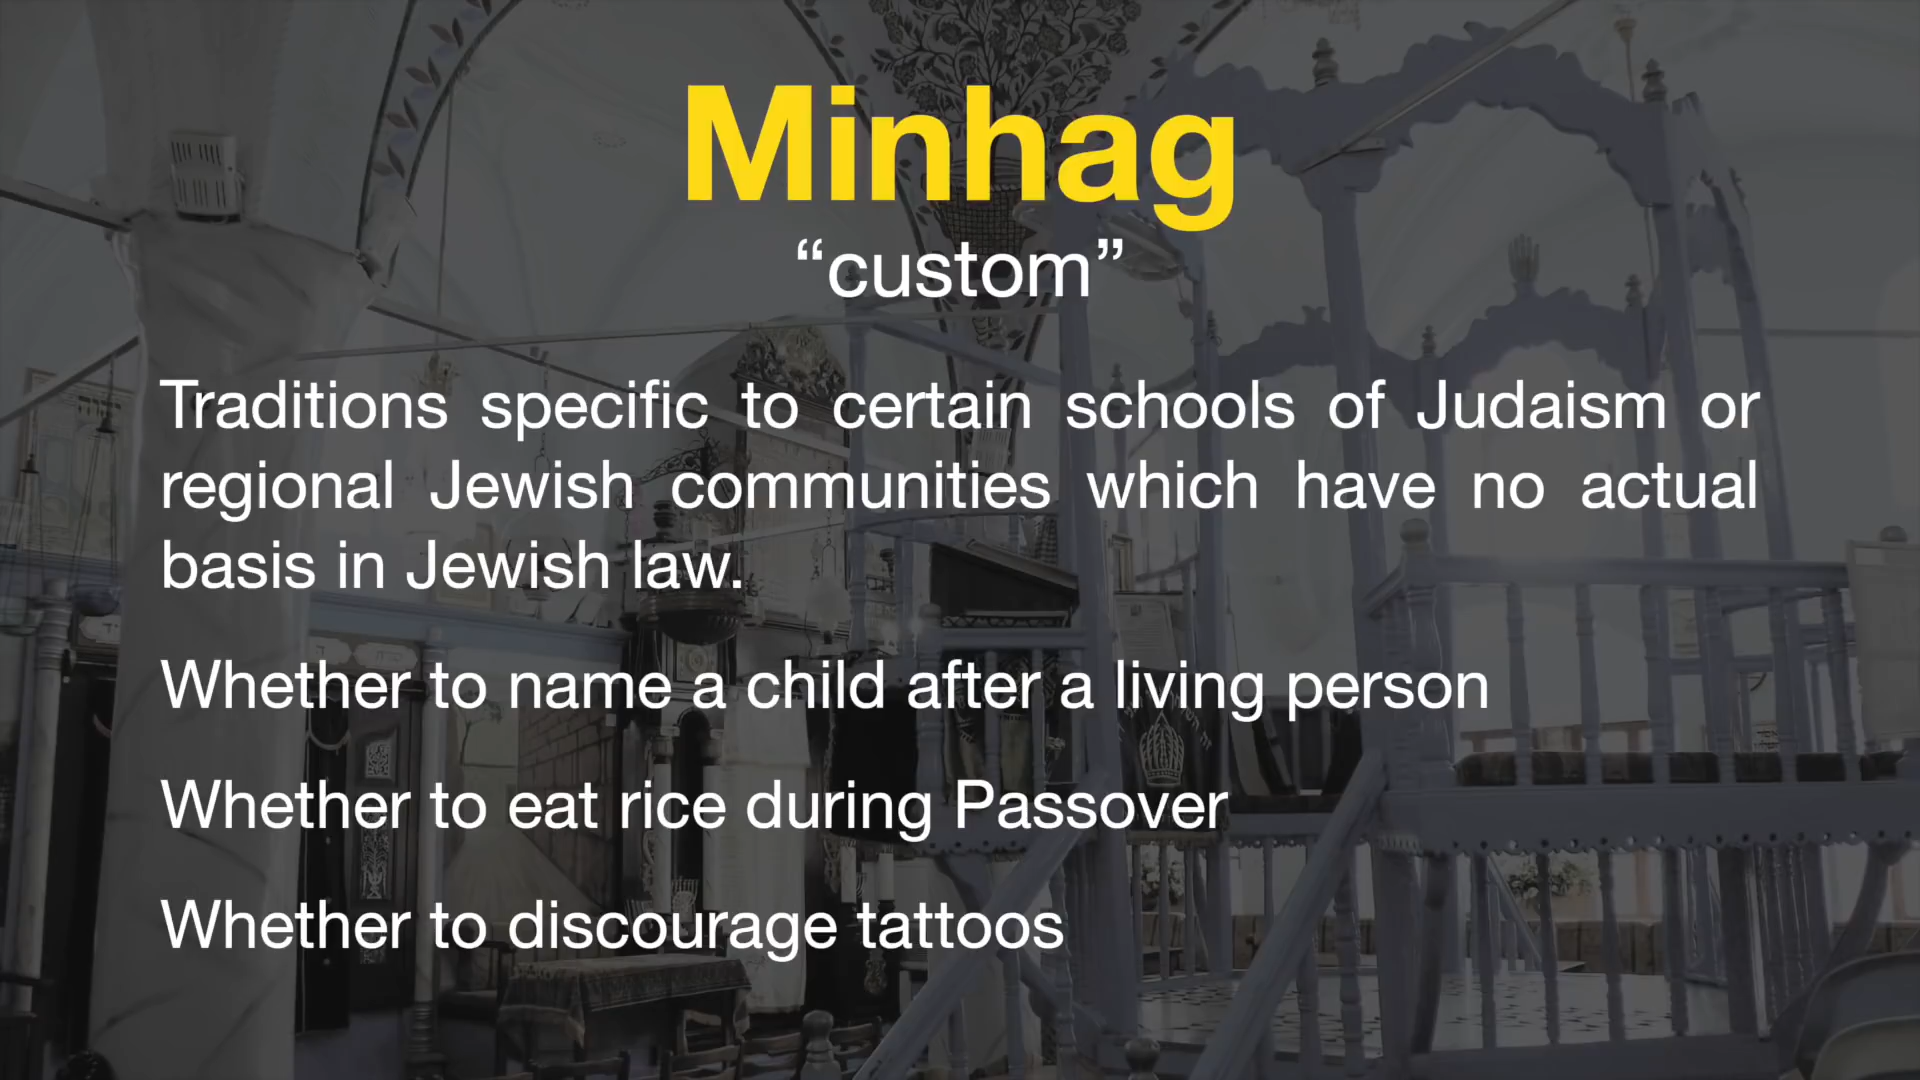 Minhag
“custom”
Traditions specific to certain schools of Judaism or
regional Jewish communities which have no actual
basis in Jewish law.
Whether to name a child after a living person
Whether to eat rice during Passover
Whether to discourage tattoos